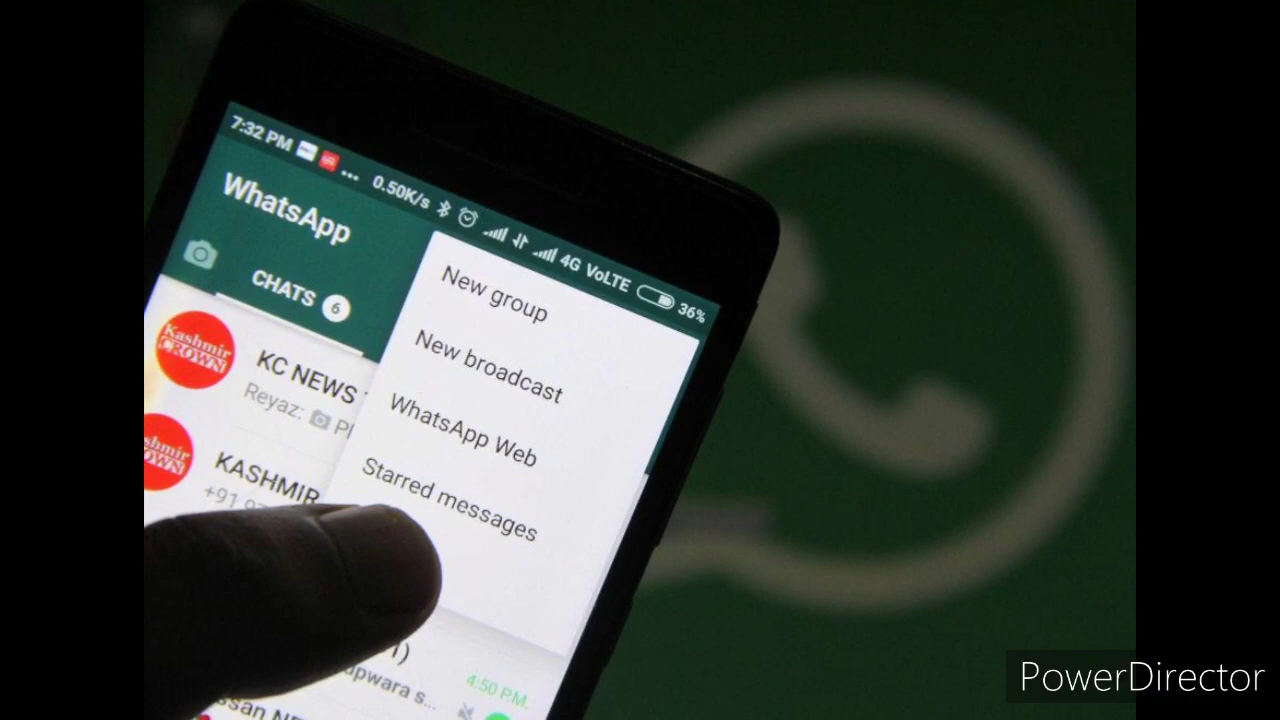 7:32 PM
0.50K/s
4G VoLTE
36%
WhatsApp
CHATS 6
New group
New broadcast
WhatsApp Web
Starred messages
Kashmir
CROWN
KC NEWS
Reyaz:
KASHMIR
+91
4:50 P.M.
PowerDirector